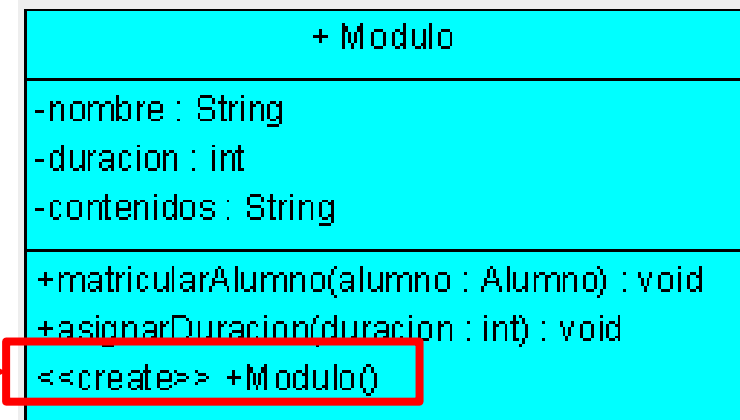 + Modulo
-nombre : String
-duracion : int
-contenidos : String
+matricularAlumno(alumno : Alumno) : void
+asignarDuracion(duracion : int) : void
<<create>> +Modulo()